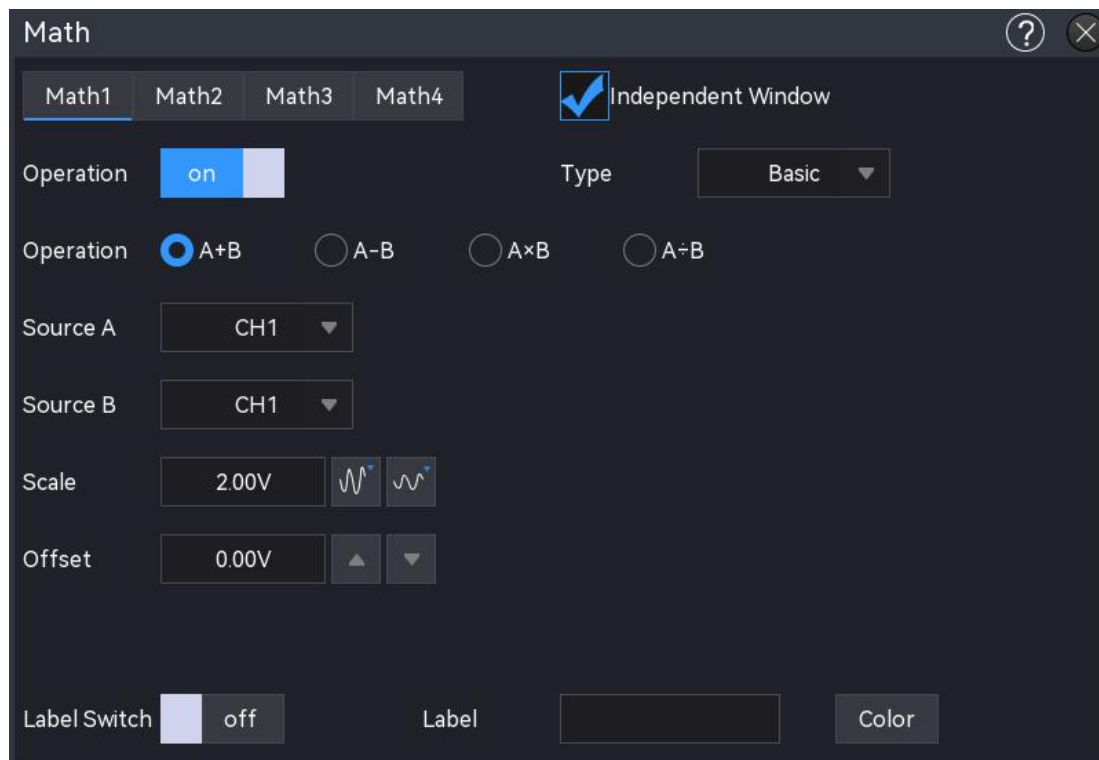 Math ?
Math1 Math2 Math3 Math4 Independent Window
Operation on Type Basic
Operation A+B A-B A×B A÷B
Source A CH1
Source B CH1
Scale 2.00V
Offset 0.00V
Label Switch off Label Color